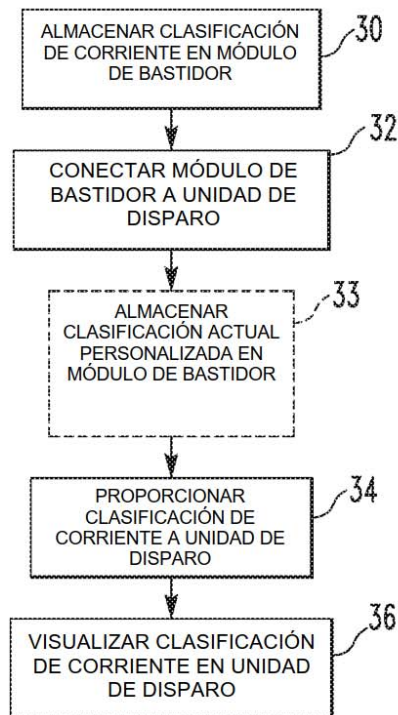 ALMACENAR CLASIFICACIÓN
DE CORRIENTE EN MÓDULO
DE BASTIDOR
30
CONECTAR MÓDULO DE
BASTIDOR A UNIDAD DE
DISPARO
32
ALMACENAR
CLASIFICACIÓN ACTUAL
PERSONALIZADA EN
MÓDULO DE BASTIDOR
33
PROPORCIONAR
CLASIFICACIÓN DE
CORRIENTE A UNIDAD DE
DISPARO
34
VISUALIZAR CLASIFICACIÓN
DE CORRIENTE EN UNIDAD
DE DISPARO
36